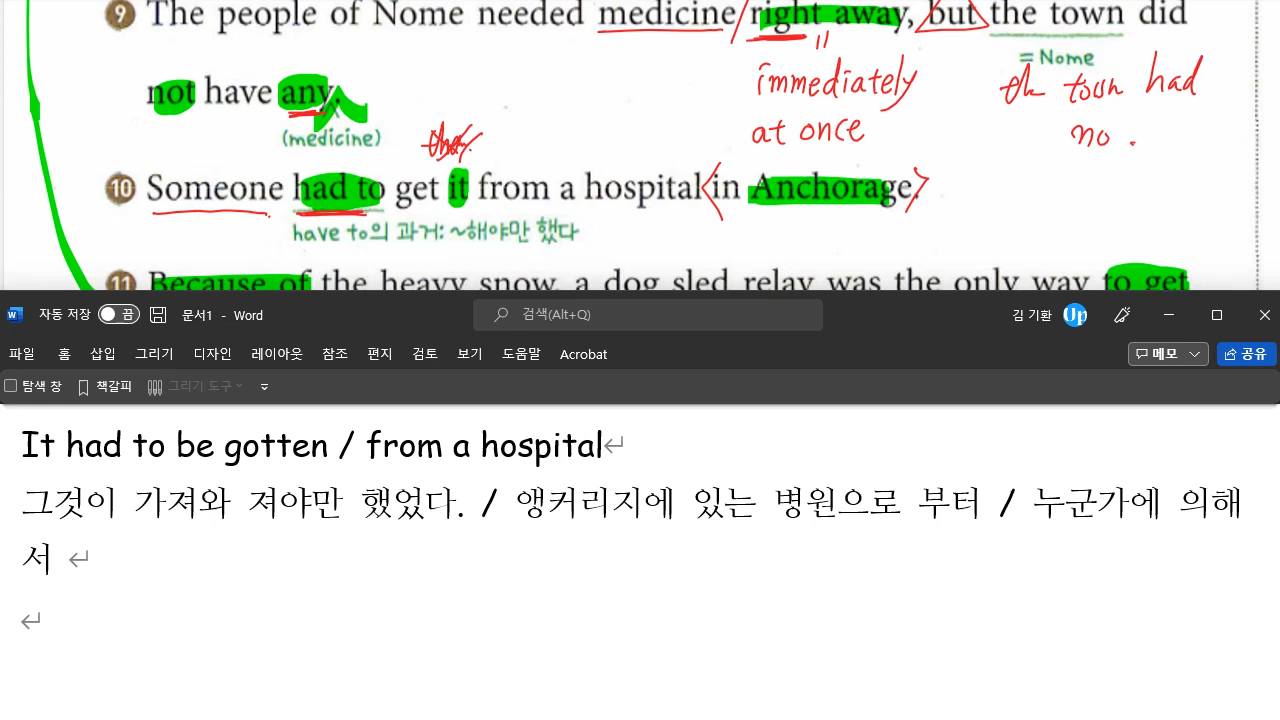 9 The people of Nome needed medicine / right away, but the town did
= Nome
immediately
the town had
not have any.
(medicine)
at once
no.
10 Someone had to get it from a hospital <in Anchorage.>
have to의 과거: ~해야만 했다
11 Because of the heavy snow, a dog sled relay was the only way to get
자동 저장 끔 문서1 - Word 검색(Alt+Q) 김 기환 Up
파일 홈 삽입 그리기 디자인 레이아웃 참조 편지 검토 보기 도움말 Acrobat 메모 공유
탐색 창 책갈피 그리기 도구
It had to be gotten / from a hospital
그것이 가져와 져야만 했었다. / 앵커리지에 있는 병원으로 부터 / 누군가에 의해
서